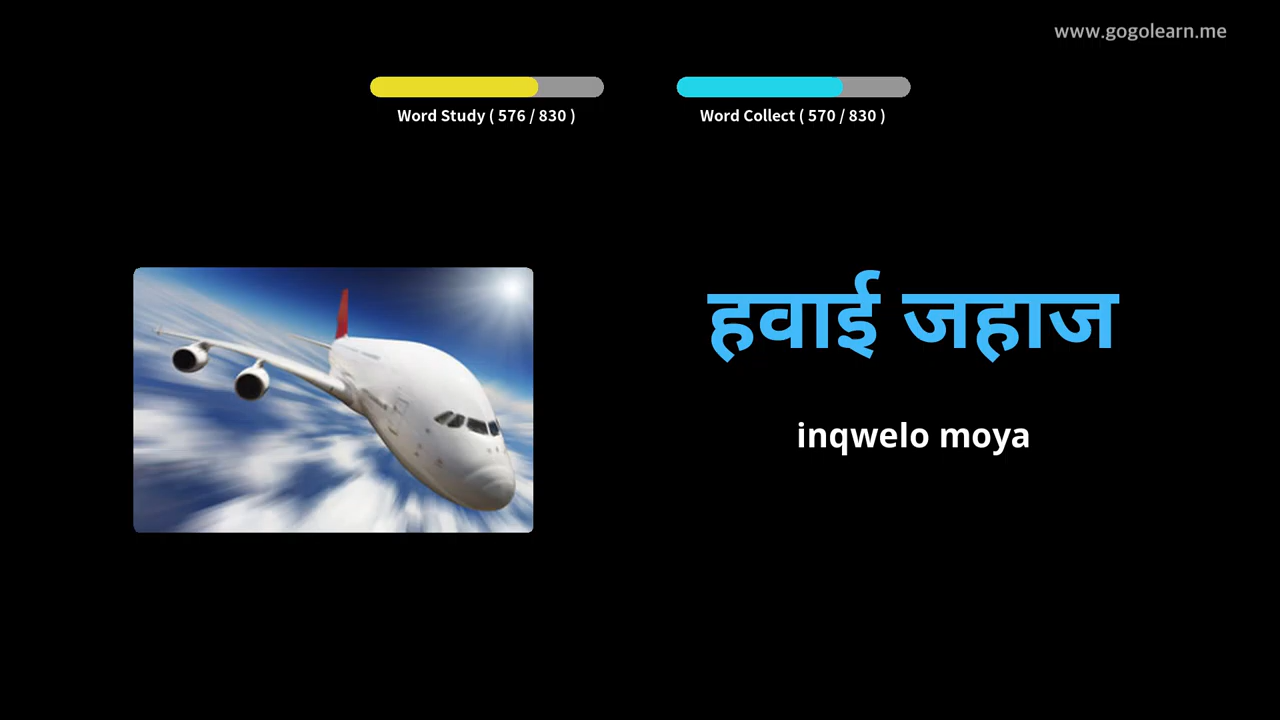 www.gogolearn.me
Word Study ( 576 / 830 )
Word Collect ( 570 / 830 )
हवाई जहाज
inqwelo moya